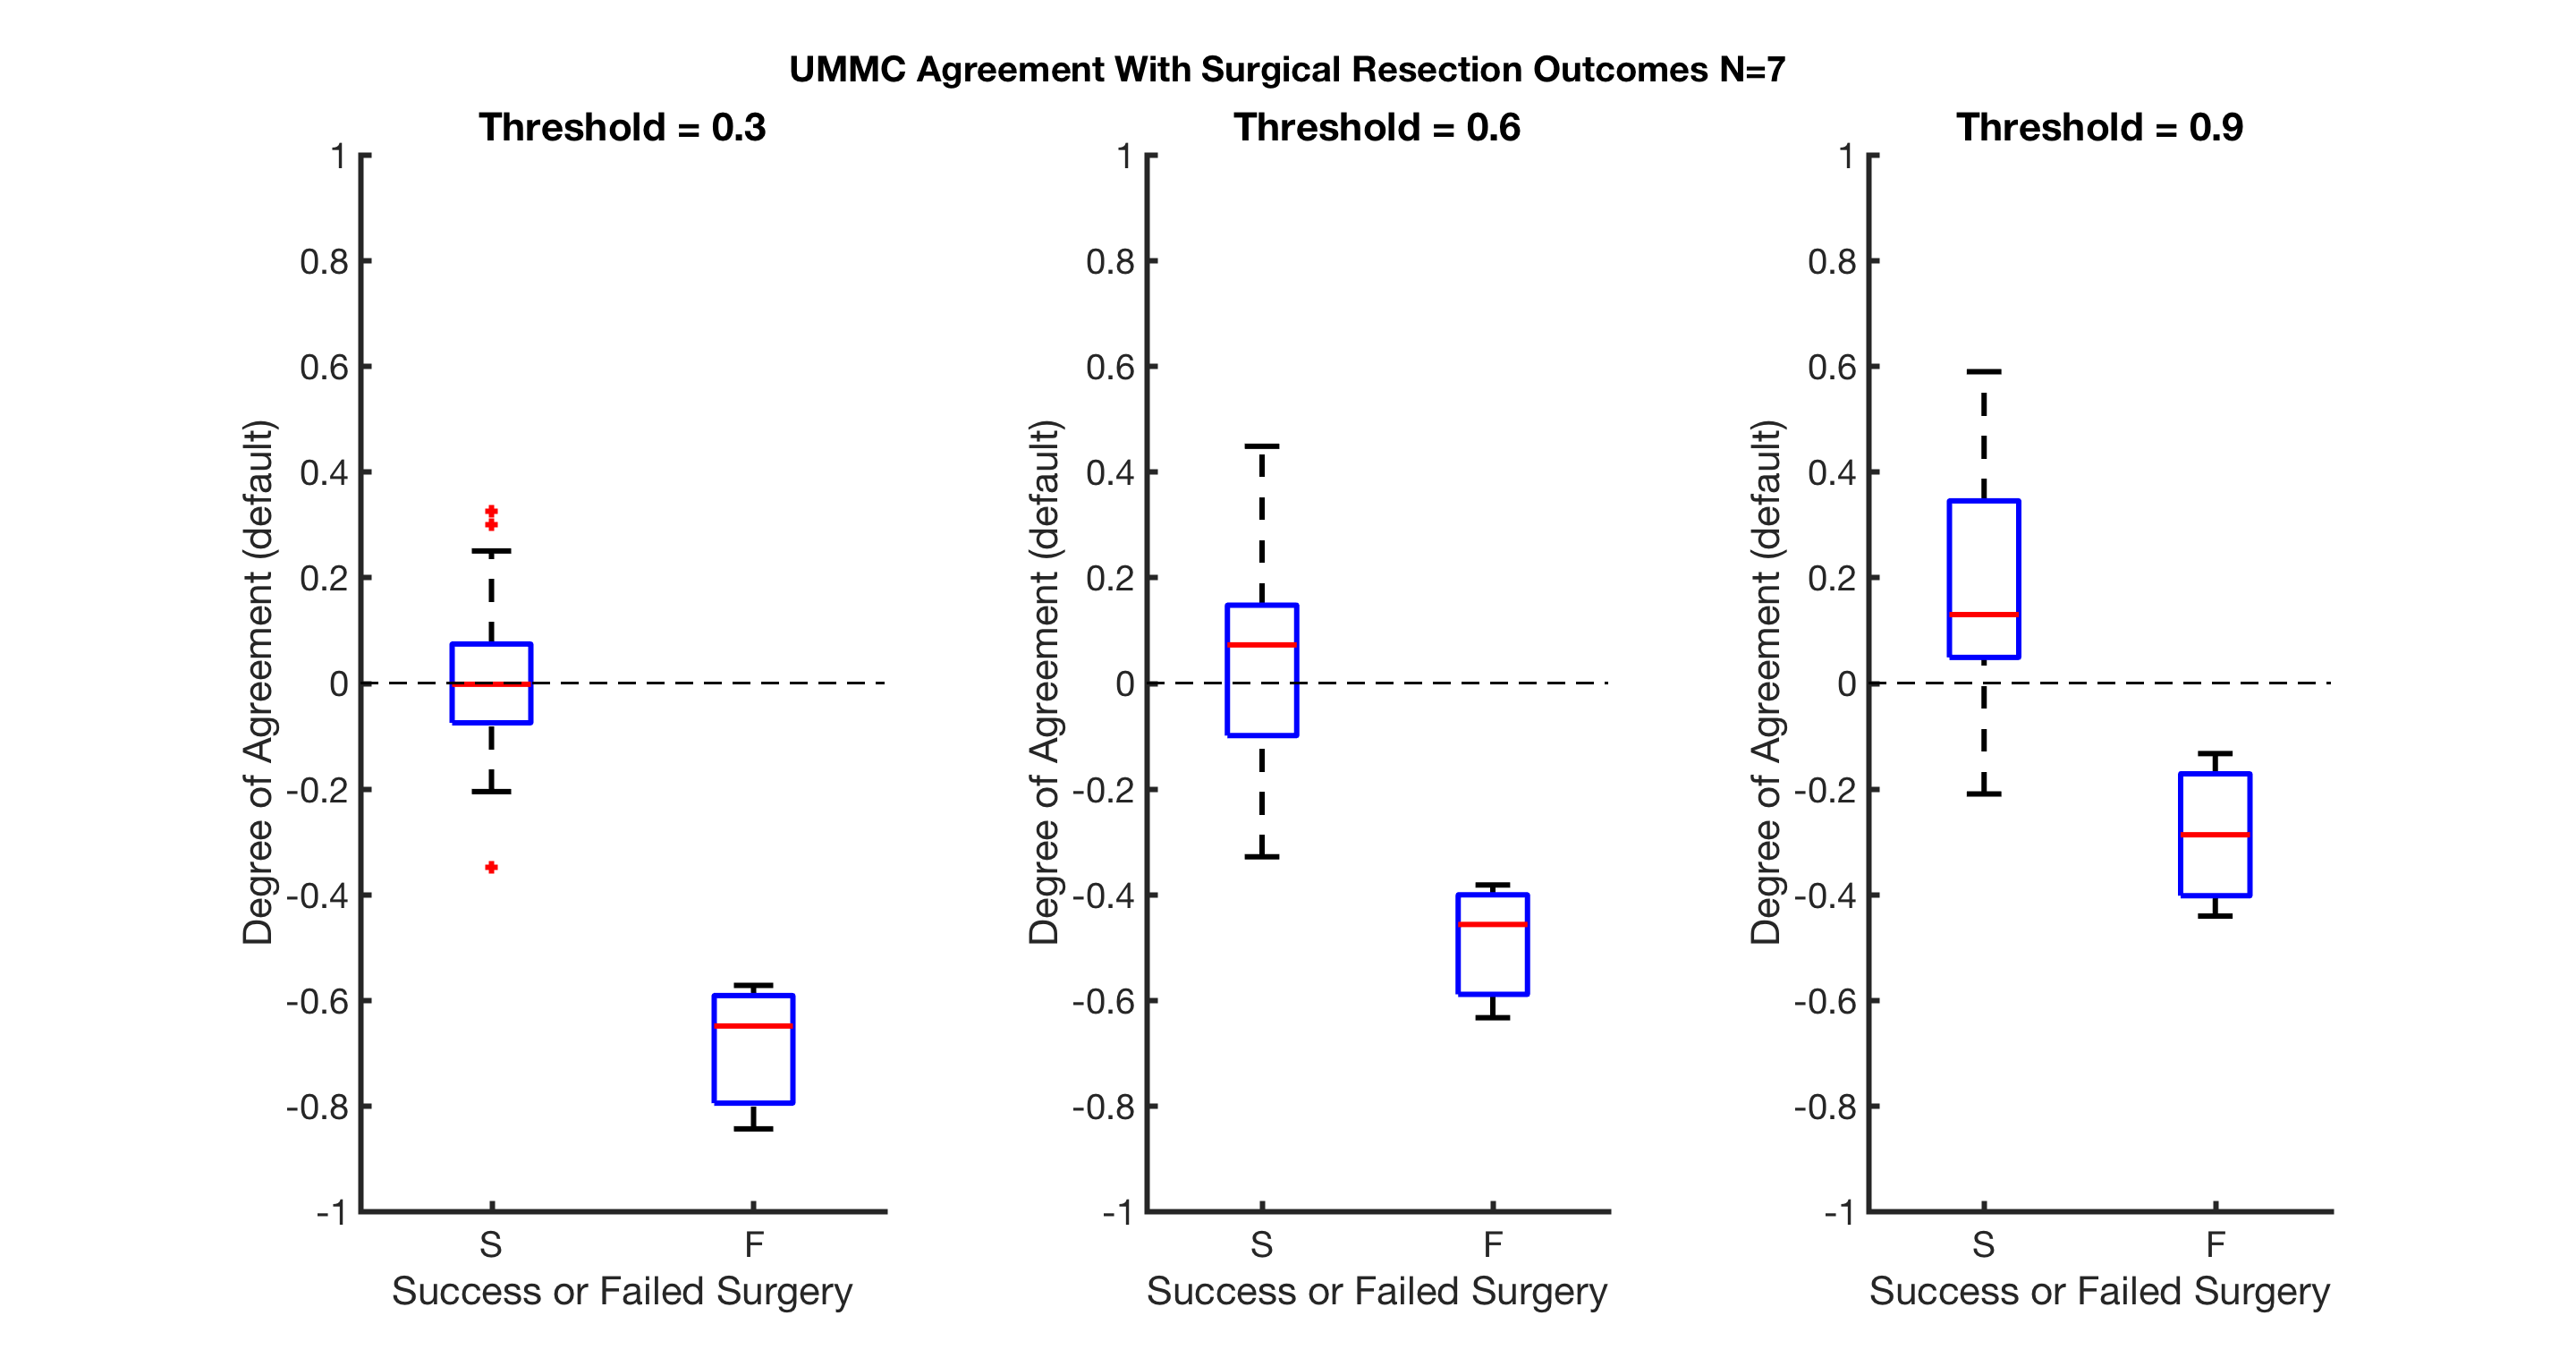 UMMC Agreement With Surgical Resection Outcomes N=7
Threshold = 0.3
1
0.8
0.6
0.4
0.2
0
-0.2
-0.4
-0.6
-0.8
-1
Degree of Agreement (default)
S F
Success or Failed Surgery
Threshold = 0.6
1
0.8
0.6
0.4
0.2
0
-0.2
-0.4
-0.6
-0.8
-1
Degree of Agreement (default)
S F
Success or Failed Surgery
Threshold = 0.9
1
0.8
0.6
0.4
0.2
0
-0.2
-0.4
-0.6
-0.8
-1
Degree of Agreement (default)
S F
Success or Failed Surgery